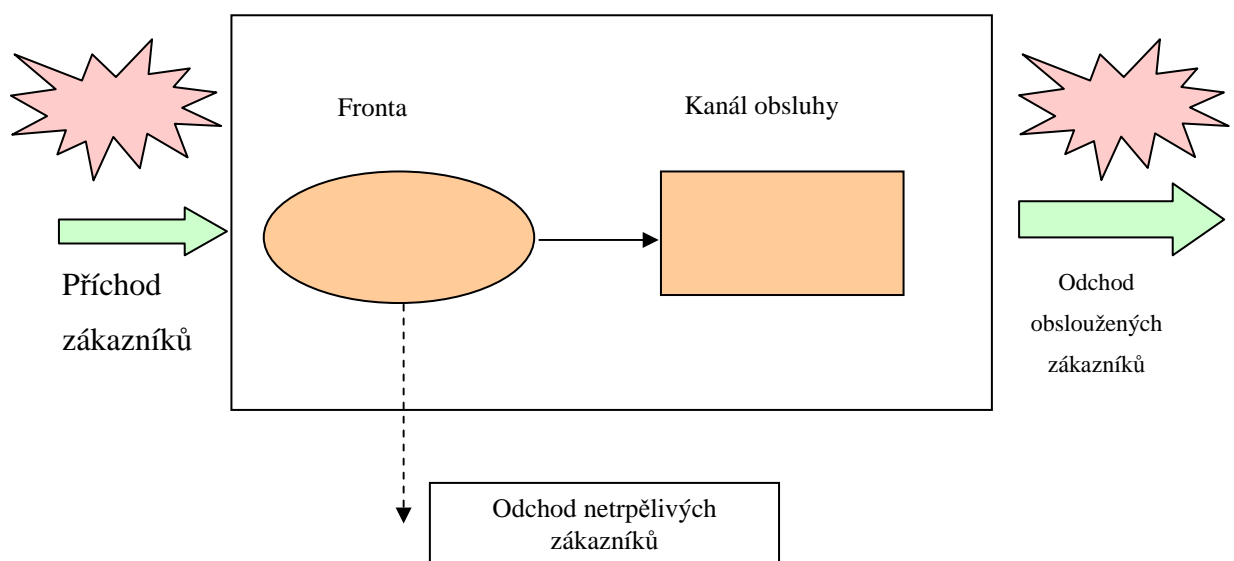 Fronta
Kanál obsluhy
Příchod
zákazníků
Odchod
obsloužených
zákazníků
Odchod netrpělivých
zákazníků